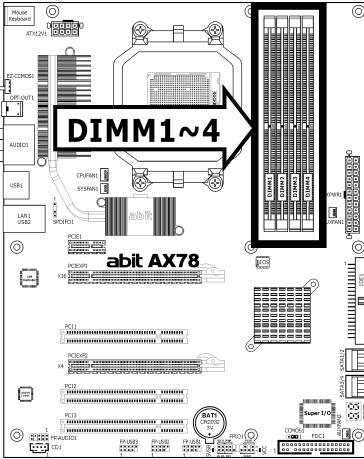 Mouse
Keyboard
ATX12V1
EZ-CCMOS1
OPT-OUT1
DIMM1~4
AUDIO1
CPUFAN1
SYSFAN1
DIMM1
DIMM2
DIMM3
DIMM4
USB1
LAN1
USB2
SPDIFO1
abit
PCIE1
abit AX78
PCIEXP1
X16
BIOS
IDE1
PCI1
PCIEXP2
X4
PCI2
PCI3
SATA1/2
SATA3/4
BAT1
CR2032
3V
Super I/O
AUXFAN2
CCMOS1
FDC1
FP-AUDIO1
CD1
FP-USB3
FP-USB2
FP-USB1
FPIO1